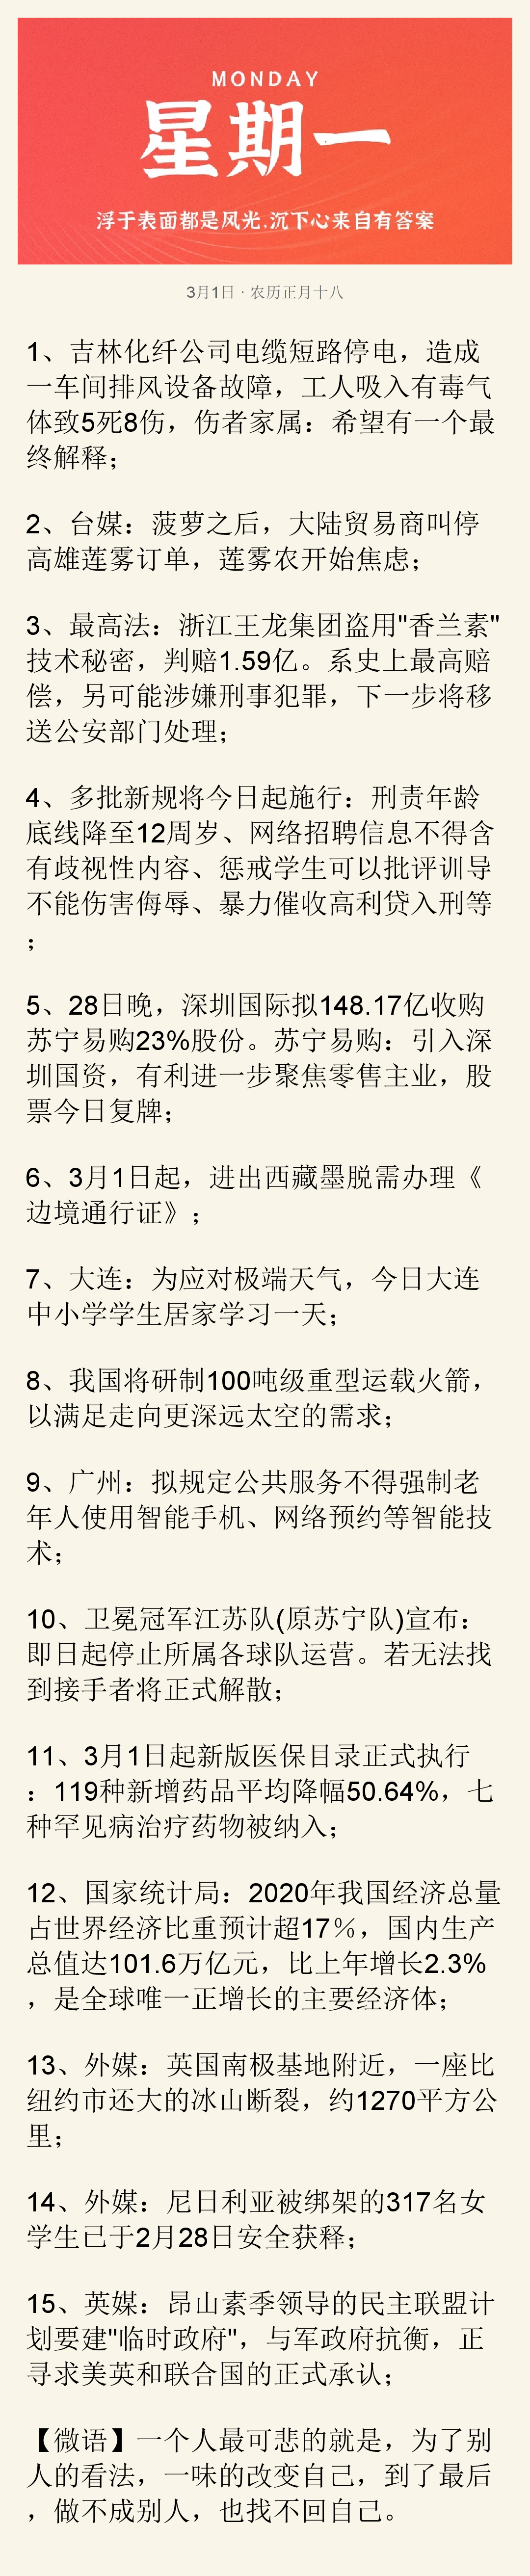 MONDAY
星期一
浮于表面都是风光.沉下心来自有答案
3月1日 · 农历正月十八
1、吉林化纤公司电缆短路停电，造成
一车间排风设备故障，工人吸入有毒气
体致5死8伤，伤者家属：希望有一个最
终解释；
2、台媒：菠萝之后，大陆贸易商叫停
高雄莲雾订单，莲雾农开始焦虑；
3、最高法：浙江王龙集团盗用"香兰素"
技术秘密，判赔1.59亿。系史上最高赔
偿，另可能涉嫌刑事犯罪，下一步将移
送公安部门处理；
4、多批新规将今日起施行：刑责年龄
底线降至12周岁、网络招聘信息不得含
有歧视性内容、惩戒学生可以批评训导
不能伤害侮辱、暴力催收高利贷入刑等
；
5、28日晚，深圳国际拟148.17亿收购
苏宁易购23%股份。苏宁易购：引入深
圳国资，有利进一步聚焦零售主业，股
票今日复牌；
6、3月1日起，进出西藏墨脱需办理《
边境通行证》；
7、大连：为应对极端天气，今日大连
中小学学生居家学习一天；
8、我国将研制100吨级重型运载火箭，
以满足走向更深远太空的需求；
9、广州：拟规定公共服务不得强制老
年人使用智能手机、网络预约等智能技
术；
10、卫冕冠军江苏队(原苏宁队)宣布：
即日起停止所属各球队运营。若无法找
到接手者将正式解散；
11、3月1日起新版医保目录正式执行
：119种新增药品平均降幅50.64%，七
种罕见病治疗药物被纳入；
12、国家统计局：2020年我国经济总量
占世界经济比重预计超17％，国内生产
总值达101.6万亿元，比上年增长2.3%
，是全球唯一正增长的主要经济体；
13、外媒：英国南极基地附近，一座比
纽约市还大的冰山断裂，约1270平方公
里；
14、外媒：尼日利亚被绑架的317名女
学生已于2月28日安全获释；
15、英媒：昂山素季领导的民主联盟计
划要建"临时政府"，与军政府抗衡，正
寻求美英和联合国的正式承认；
【微语】一个人最可悲的就是，为了别
人的看法，一味的改变自己，到了最后
，做不成别人，也找不回自己。